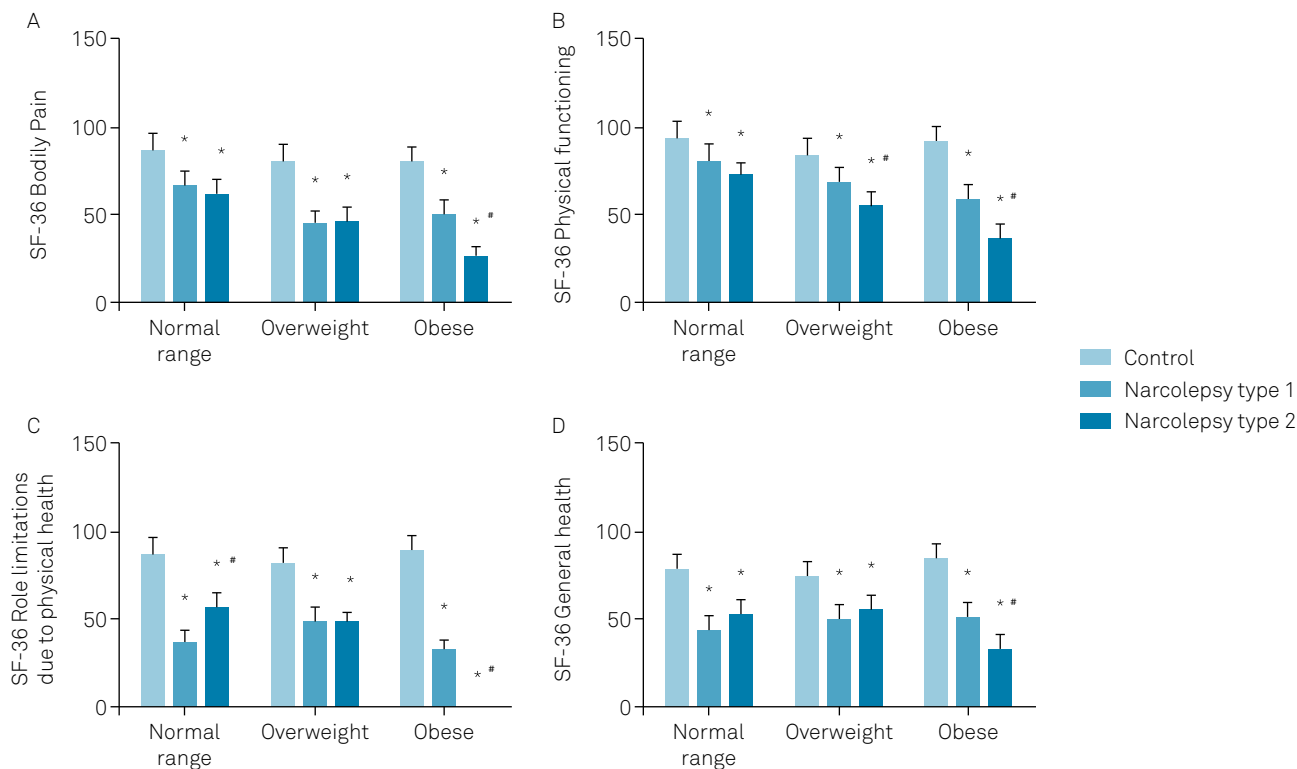 A
150
100
50
0
SF-36 Bodily Pain
*
*
*
*
*
* #
Normal
range
Overweight
Obese
B
150
100
50
0
SF-36 Physical functioning
*
*
*
* #
*
* #
Normal
range
Overweight
Obese
Control
Narcolepsy type 1
Narcolepsy type 2
C
150
100
50
0
SF-36 Role limitations
due to physical health
*
* #
*
*
*
* #
Normal
range
Overweight
Obese
D
150
100
50
0
SF-36 General health
*
*
*
*
*
* #
Normal
range
Overweight
Obese